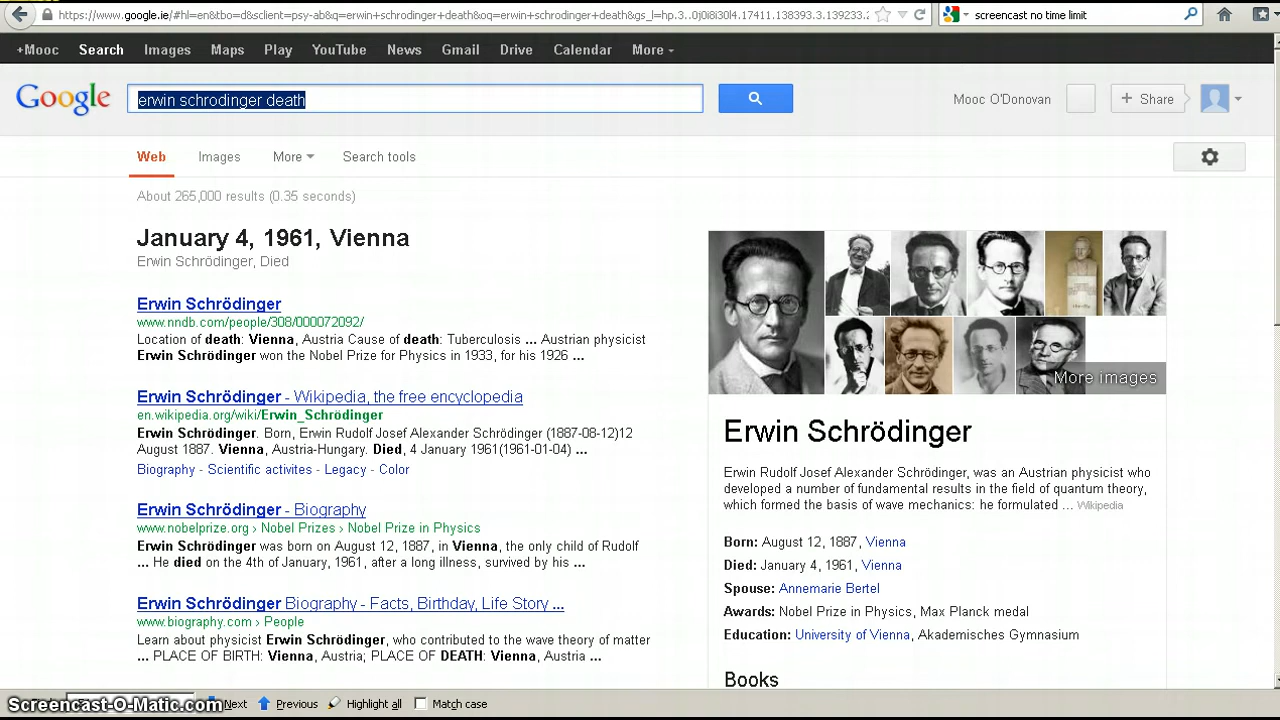 https://www.google.ie/#hl=en&tbo=d&sclient=psy-ab&q=erwin+schrodinger+death&oq=erwin+schrodinger+death&gs_l=hp.3..0j0i8i30l4.17411.138393.3.139233.
screencast no time limit
+Mooc Search Images Maps Play YouTube News Gmail Drive Calendar More
Google
erwin schrodinger death
Mooc O'Donovan
+ Share
Web Images More Search tools
About 265,000 results (0.35 seconds)
January 4, 1961, Vienna
Erwin Schrödinger, Died
Erwin Schrödinger
www.nndb.com/people/308/000072092/
Location of death: Vienna, Austria Cause of death: Tuberculosis ... Austrian physicist
Erwin Schrödinger won the Nobel Prize for Physics in 1933, for his 1926 ...
Erwin Schrödinger - Wikipedia, the free encyclopedia
en.wikipedia.org/wiki/Erwin_Schrödinger
Erwin Schrödinger. Born, Erwin Rudolf Josef Alexander Schrödinger (1887-08-12)12
August 1887. Vienna, Austria-Hungary. Died, 4 January 1961(1961-01-04) ...
Biography - Scientific activites - Legacy - Color
Erwin Schrödinger - Biography
www.nobelprize.org › Nobel Prizes › Nobel Prize in Physics
Erwin Schrödinger was born on August 12, 1887, in Vienna, the only child of Rudolf
... He died on the 4th of January, 1961, after a long illness, survived by his ...
Erwin Schrödinger Biography - Facts, Birthday, Life Story ...
www.biography.com › People
Learn about physicist Erwin Schrödinger, who contributed to the wave theory of matter
... PLACE OF BIRTH: Vienna, Austria; PLACE OF DEATH: Vienna, Austria ...
More images
Erwin Schrödinger
Erwin Rudolf Josef Alexander Schrödinger, was an Austrian physicist who
developed a number of fundamental results in the field of quantum theory,
which formed the basis of wave mechanics: he formulated ... Wikipedia
Born: August 12, 1887, Vienna
Died: January 4, 1961, Vienna
Spouse: Annemarie Bertel
Awards: Nobel Prize in Physics, Max Planck medal
Education: University of Vienna, Akademisches Gymnasium
Books
Screencast-O-Matic.com
Next Previous Highlight all Match case